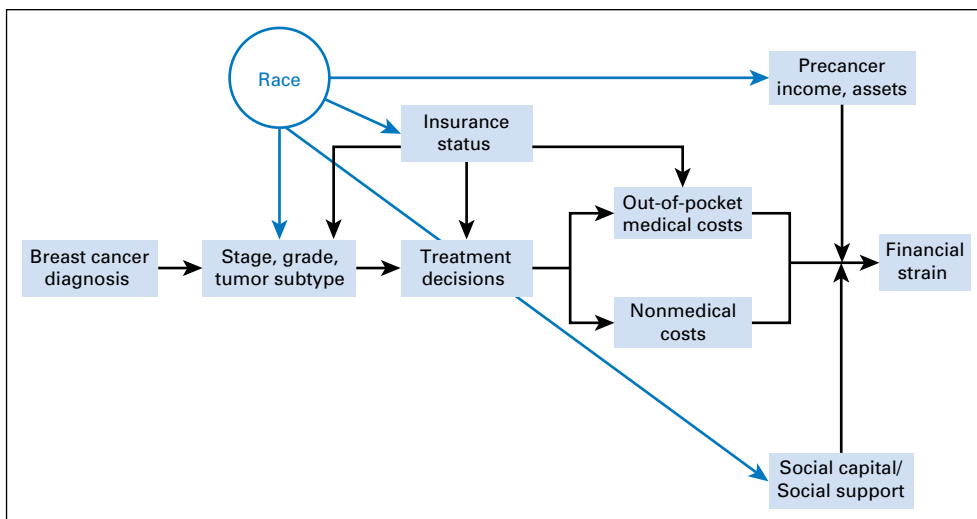 Race
Precancer
income, assets
Insurance
status
Out-of-pocket
medical costs
Breast cancer
diagnosis
Stage, grade,
tumor subtype
Treatment
decisions
Financial
strain
Nonmedical
costs
Social capital/
Social support